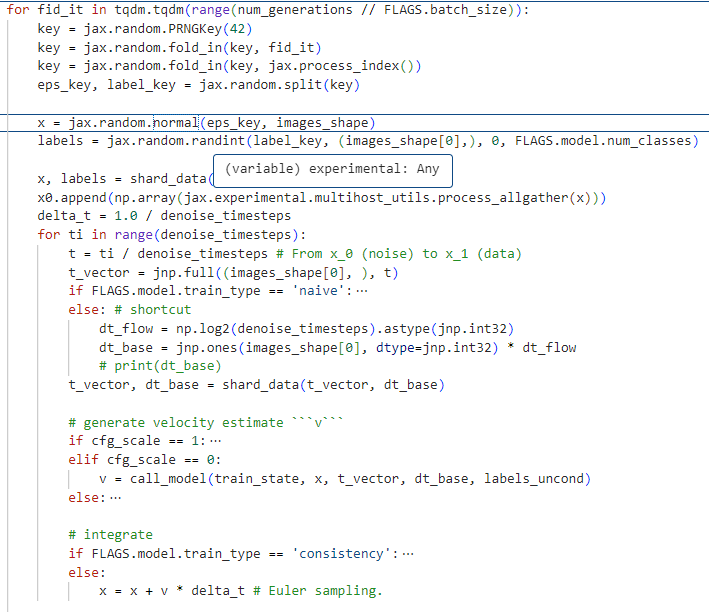 for fid_it in tqdm.tqdm(range(num_generations // FLAGS.batch_size)):
    key = jax.random.PRNGKey(42)
    key = jax.random.fold_in(key, fid_it)
    key = jax.random.fold_in(key, jax.process_index())
    eps_key, label_key = jax.random.split(key)
    x = jax.random.normal(eps_key, images_shape)
    labels = jax.random.randint(label_key, (images_shape[0],), 0, FLAGS.model.num_classes)
(variable) experimental: Any
    x, labels = shard_data(
    x0.append(np.array(jax.experimental.multihost_utils.process_allgather(x)))
    delta_t = 1.0 / denoise_timesteps
    for ti in range(denoise_timesteps):
        t = ti / denoise_timesteps # From x_0 (noise) to x_1 (data)
        t_vector = jnp.full((images_shape[0], ), t)
        if FLAGS.model.train_type == 'naive':⋯
        else: # shortcut
            dt_flow = np.log2(denoise_timesteps).astype(jnp.int32)
            dt_base = jnp.ones(images_shape[0], dtype=jnp.int32) * dt_flow
            # print(dt_base)
        t_vector, dt_base = shard_data(t_vector, dt_base)
        # generate velocity estimate ```v```
        if cfg_scale == 1:⋯
        elif cfg_scale == 0:
            v = call_model(train_state, x, t_vector, dt_base, labels_uncond)
        else:⋯
        # integrate
        if FLAGS.model.train_type == 'consistency':⋯
        else:
            x = x + v * delta_t # Euler sampling.